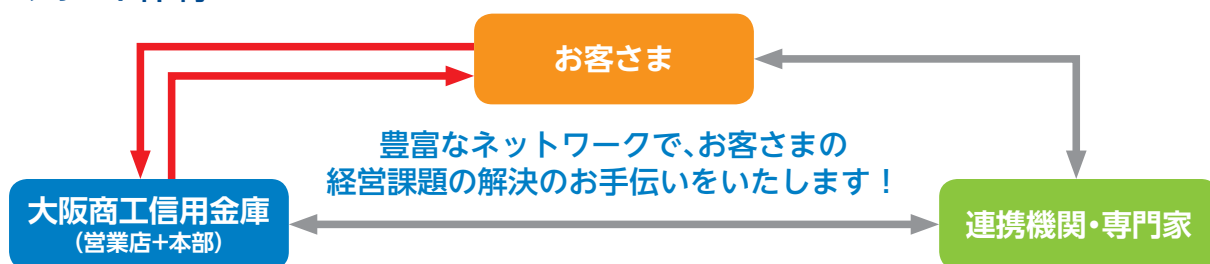 お客さま
豊富なネットワークで、お客さまの
経営課題の解決のお手伝いをいたします！
大阪商工信用金庫
（営業店+本部）
連携機関・専門家